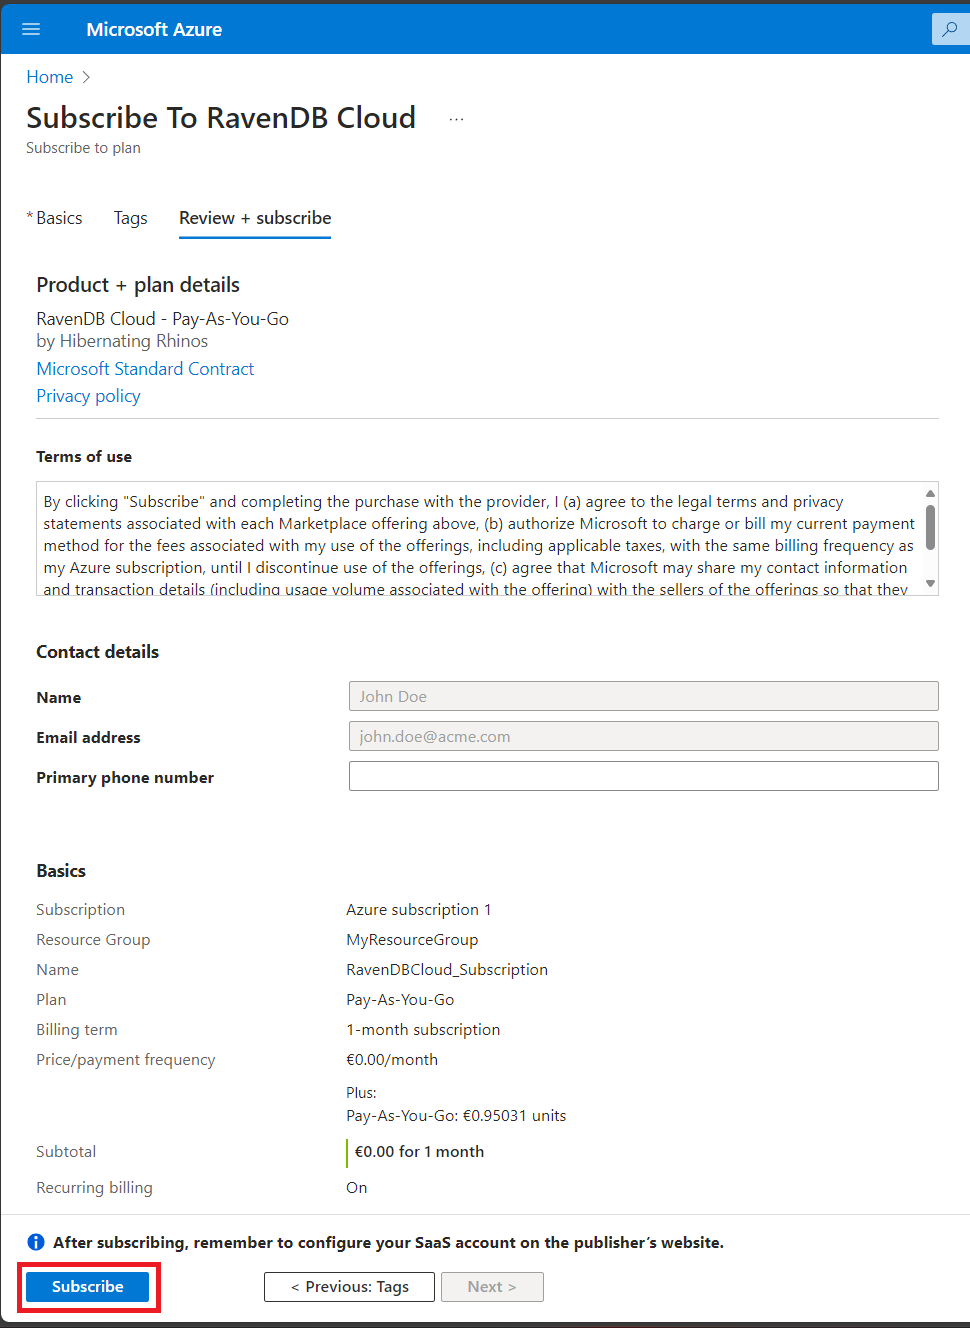 Microsoft Azure
Home >
Subscribe To RavenDB Cloud ...
Subscribe to plan
* Basics Tags Review + subscribe
Product + plan details
RavenDB Cloud - Pay-As-You-Go
by Hibernating Rhinos
Microsoft Standard Contract
Privacy policy
Terms of use
By clicking "Subscribe" and completing the purchase with the provider, I (a) agree to the legal terms and privacy
statements associated with each Marketplace offering above, (b) authorize Microsoft to charge or bill my current payment
method for the fees associated with my use of the offerings, including applicable taxes, with the same billing frequency as
my Azure subscription, until I discontinue use of the offerings, (c) agree that Microsoft may share my contact information
and transaction details (including usage volume associated with the offering) with the sellers of the offerings so that they
Contact details
Name John Doe
Email address john.doe@acme.com
Primary phone number
Basics
Subscription Azure subscription 1
Resource Group MyResourceGroup
Name RavenDBCloud_Subscription
Plan Pay-As-You-Go
Billing term 1-month subscription
Price/payment frequency €0.00/month
Plus:
Pay-As-You-Go: €0.95031 units
Subtotal €0.00 for 1 month
Recurring billing On
After subscribing, remember to configure your SaaS account on the publisher's website.
Subscribe < Previous: Tags Next >